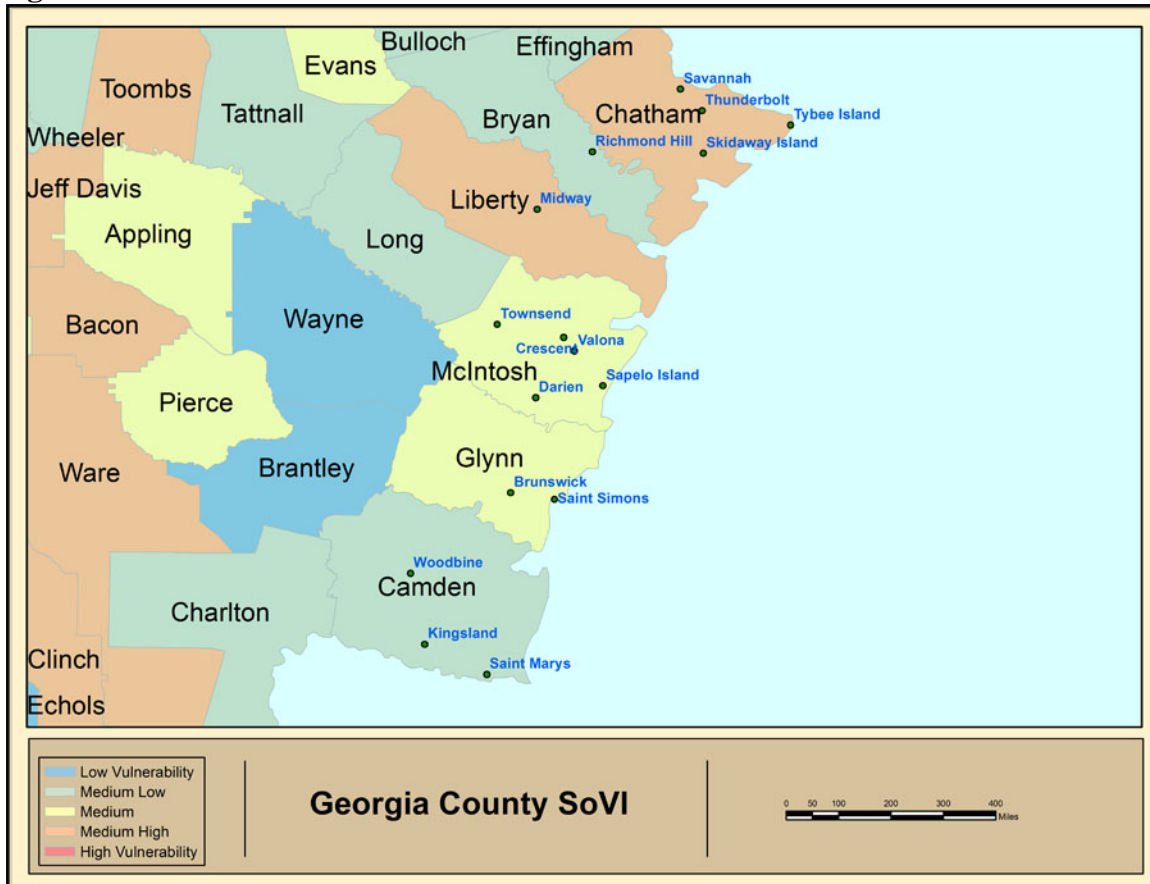 Bulloch
Effingham
Evans
Savannah
Toombs
Thunderbolt
Chatham
Tattnall
Tybee Island
Bryan
Wheeler
Richmond Hill
Skidaway Island
Jeff Davis
Liberty
Midway
Appling
Long
Wayne
Townsend
Bacon
Valona
Crescent
McIntosh
Sapelo Island
Darien
Pierce
Glynn
Ware
Brantley
Brunswick
Saint Simons
Woodbine
Camden
Charlton
Kingsland
Clinch
Saint Marys
Echols
Low Vulnerability
Medium Low
Medium
Medium High
High Vulnerability
Georgia County SoVI
0 50 100 200 300 400
Miles